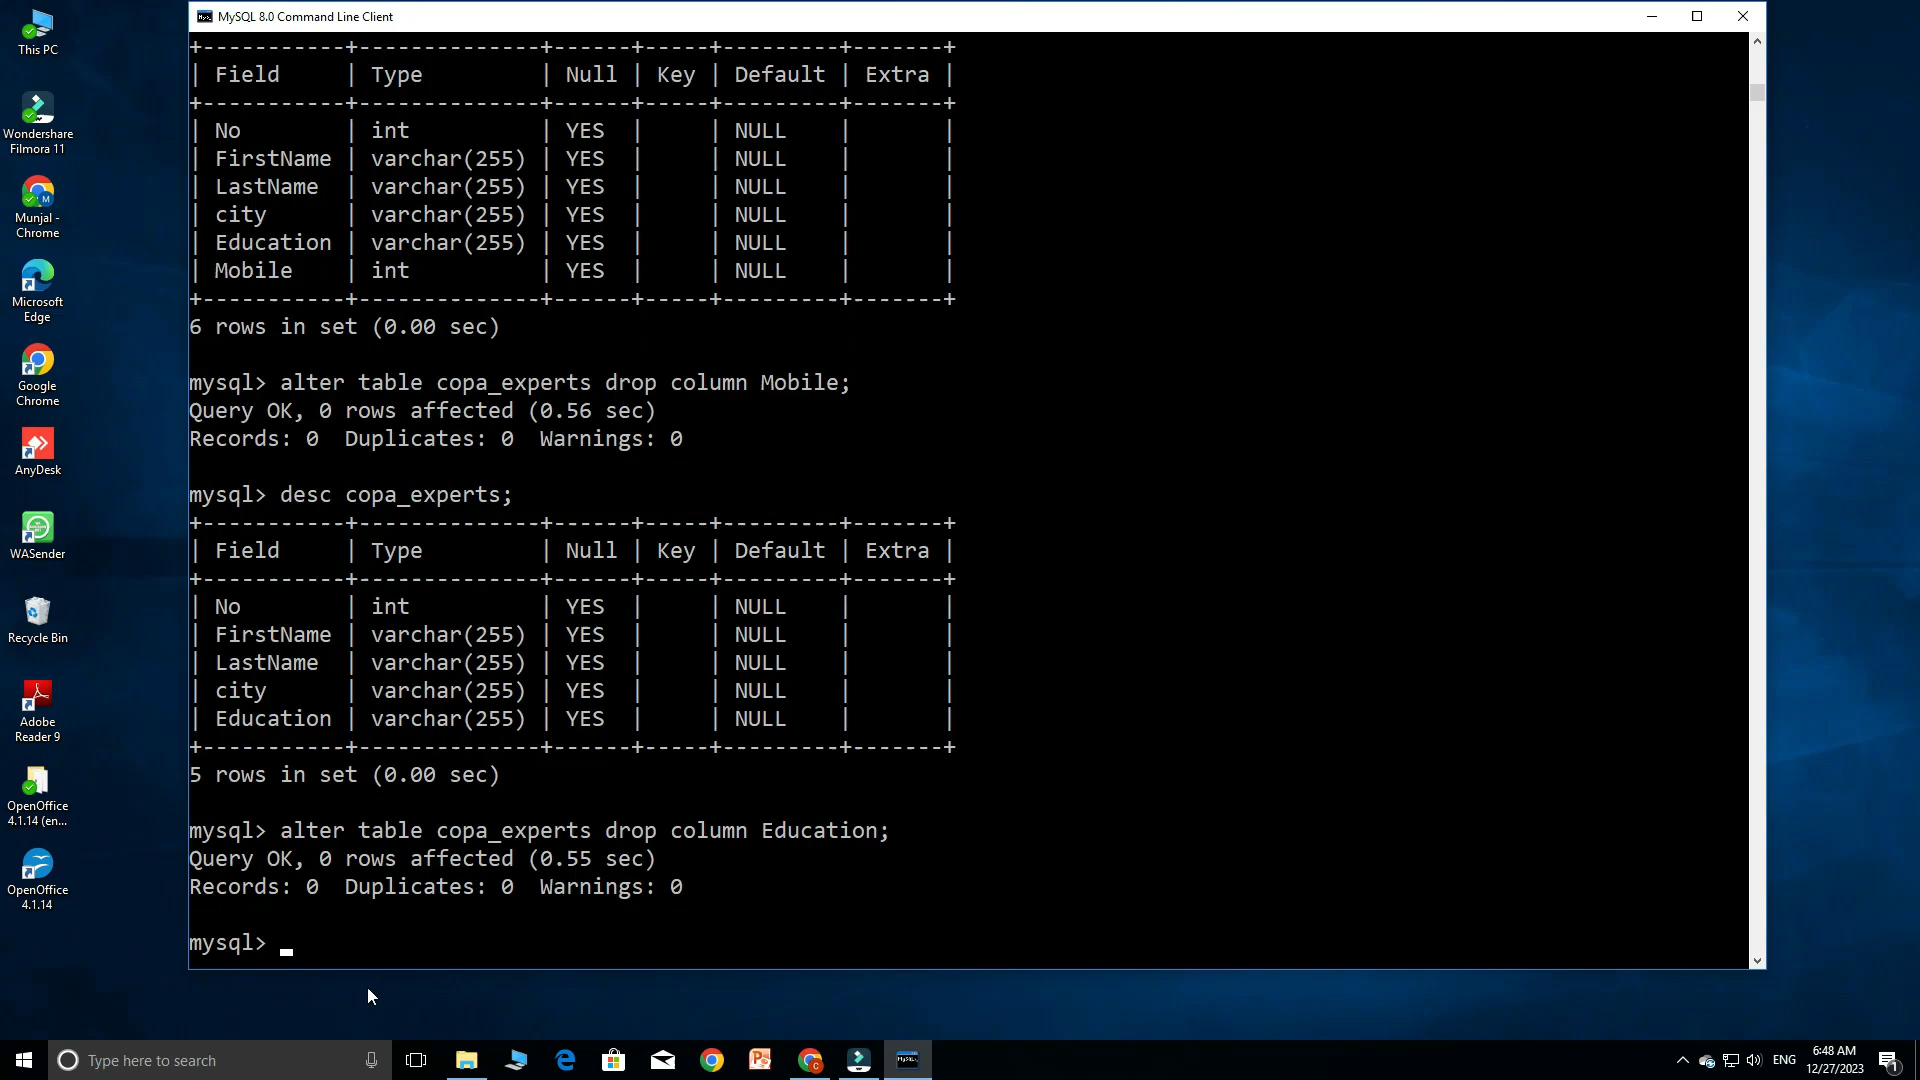 MySQL 8.0 Command Line Client
+-----------+--------------+------+-----+---------+-------+
| Field     | Type         | Null | Key | Default | Extra |
+-----------+--------------+------+-----+---------+-------+
| No        | int          | YES  |     | NULL    |       |
| FirstName | varchar(255) | YES  |     | NULL    |       |
| LastName  | varchar(255) | YES  |     | NULL    |       |
| city      | varchar(255) | YES  |     | NULL    |       |
| Education | varchar(255) | YES  |     | NULL    |       |
| Mobile    | int          | YES  |     | NULL    |       |
+-----------+--------------+------+-----+---------+-------+
6 rows in set (0.00 sec)
mysql> alter table copa_experts drop column Mobile;
Query OK, 0 rows affected (0.56 sec)
Records: 0  Duplicates: 0  Warnings: 0
mysql> desc copa_experts;
+-----------+--------------+------+-----+---------+-------+
| Field     | Type         | Null | Key | Default | Extra |
+-----------+--------------+------+-----+---------+-------+
| No        | int          | YES  |     | NULL    |       |
| FirstName | varchar(255) | YES  |     | NULL    |       |
| LastName  | varchar(255) | YES  |     | NULL    |       |
| city      | varchar(255) | YES  |     | NULL    |       |
| Education | varchar(255) | YES  |     | NULL    |       |
+-----------+--------------+------+-----+---------+-------+
5 rows in set (0.00 sec)
mysql> alter table copa_experts drop column Education;
Query OK, 0 rows affected (0.55 sec)
Records: 0  Duplicates: 0  Warnings: 0
mysql>
This PC
Wondershare
Filmora 11
Munjal -
Chrome
Microsoft
Edge
Google
Chrome
AnyDesk
WASender
Recycle Bin
Adobe
Reader 9
OpenOffice
4.1.14 (en...
OpenOffice
4.1.14
Type here to search
ENG
6:48 AM
12/27/2023
1